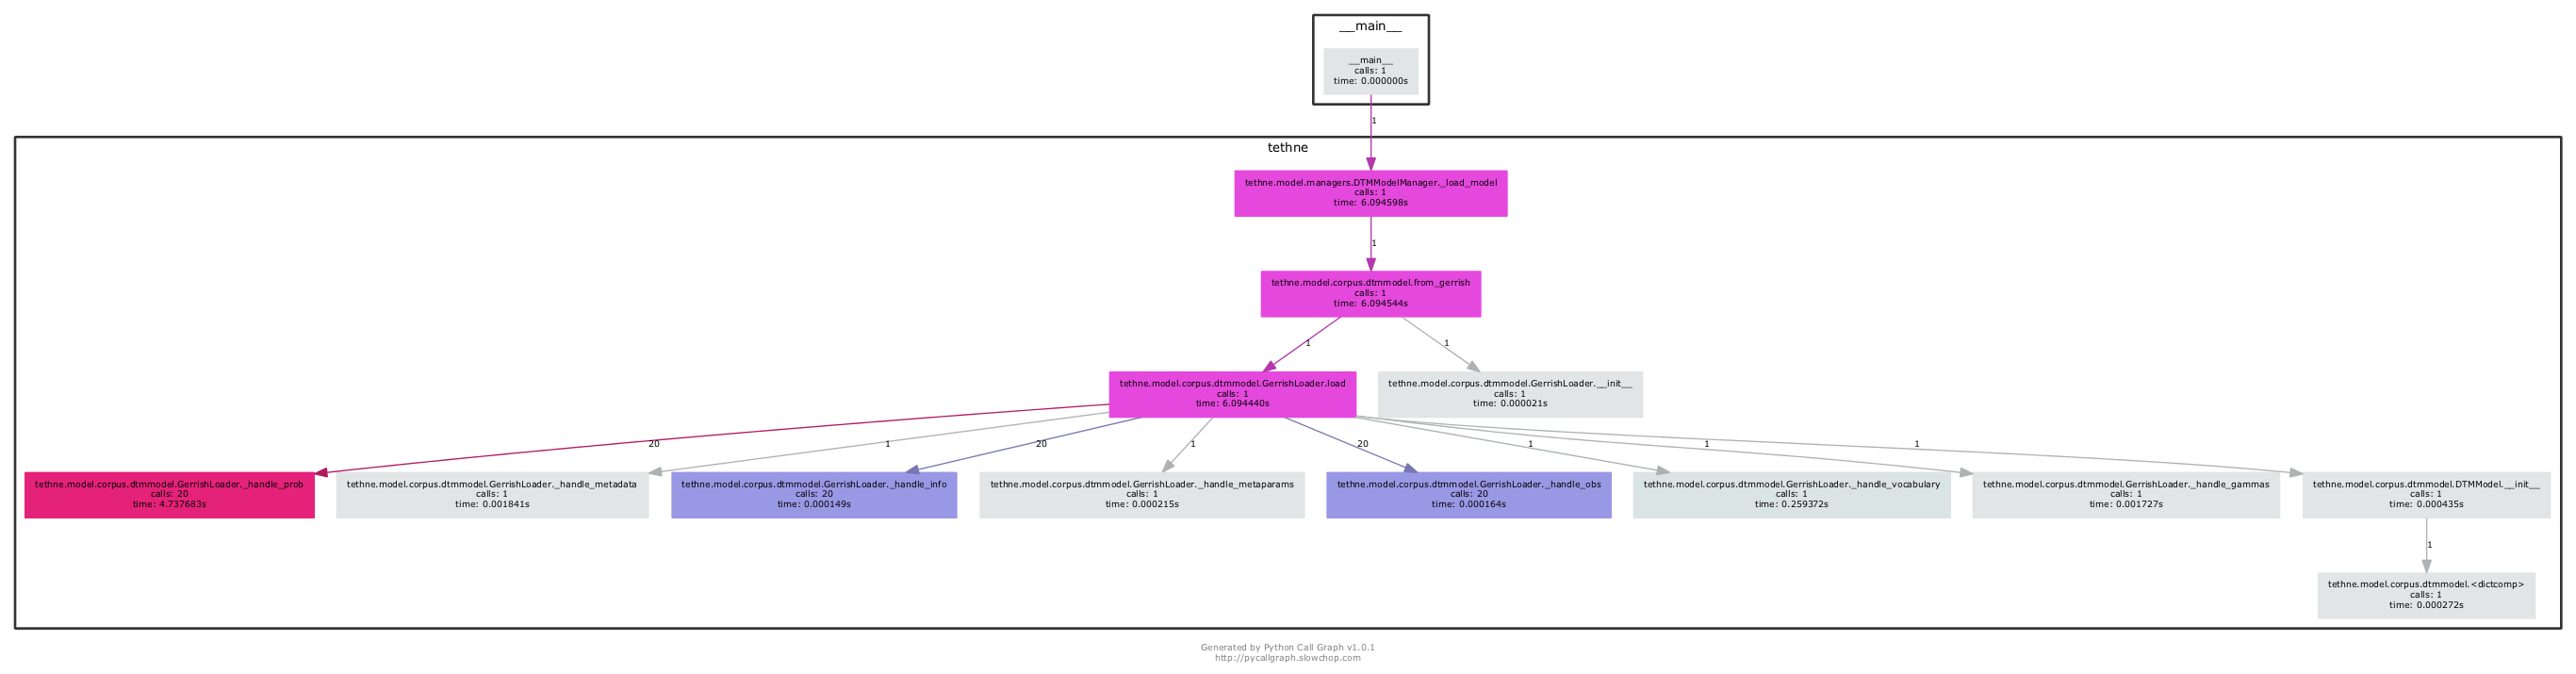 __main__
__main__
calls: 1
time: 0.000000s
1
tethne
tethne.model.managers.DTMModelManager._load_model
calls: 1
time: 6.094598s
1
tethne.model.corpus.dtmmodel.from_gerrish
calls: 1
time: 6.094544s
1
1
tethne.model.corpus.dtmmodel.GerrishLoader.load
calls: 1
time: 6.094440s
tethne.model.corpus.dtmmodel.GerrishLoader.__init__
calls: 1
time: 0.000021s
20
1
20
1
20
1
1
1
tethne.model.corpus.dtmmodel.GerrishLoader._handle_prob
calls: 20
time: 4.737683s
tethne.model.corpus.dtmmodel.GerrishLoader._handle_metadata
calls: 1
time: 0.001841s
tethne.model.corpus.dtmmodel.GerrishLoader._handle_info
calls: 20
time: 0.000149s
tethne.model.corpus.dtmmodel.GerrishLoader._handle_metaparams
calls: 1
time: 0.000215s
tethne.model.corpus.dtmmodel.GerrishLoader._handle_obs
calls: 20
time: 0.000164s
tethne.model.corpus.dtmmodel.GerrishLoader._handle_vocabulary
calls: 1
time: 0.259372s
tethne.model.corpus.dtmmodel.GerrishLoader._handle_gammas
calls: 1
time: 0.001727s
tethne.model.corpus.dtmmodel.DTMModel.__init__
calls: 1
time: 0.000435s
1
tethne.model.corpus.dtmmodel.<dictcomp>
calls: 1
time: 0.000272s
Generated by Python Call Graph v1.0.1
http://pycallgraph.slowchop.com